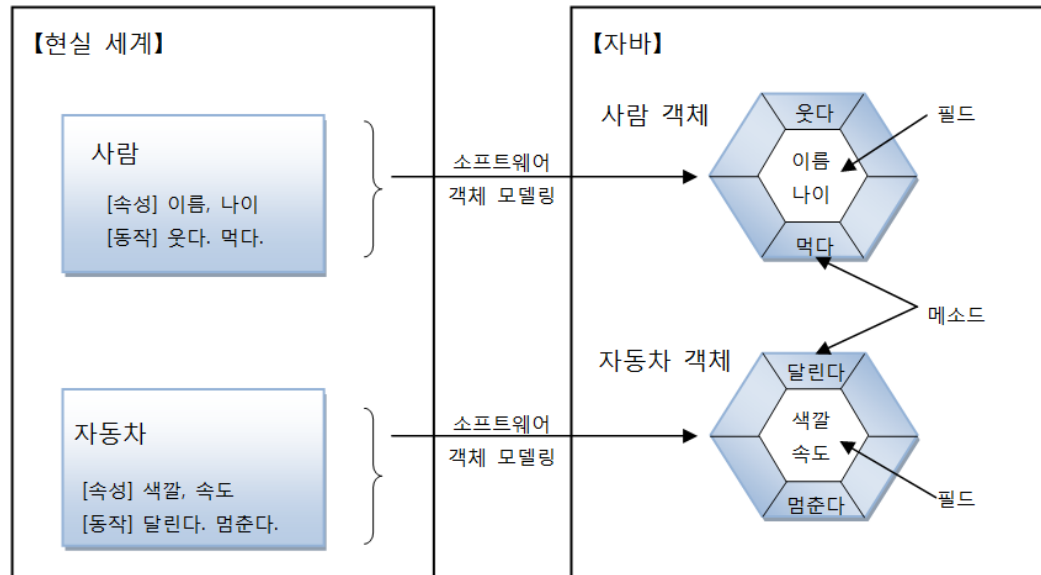 【현실 세계】
사람
[속성] 이름, 나이
[동작] 웃다. 먹다.
자동차
[속성] 색깔, 속도
[동작] 달린다. 멈춘다.
소프트웨어
객체 모델링
소프트웨어
객체 모델링
【자바】
사람 객체
웃다
이름
나이
먹다
필드
메소드
자동차 객체
달린다
색깔
속도
멈춘다
필드